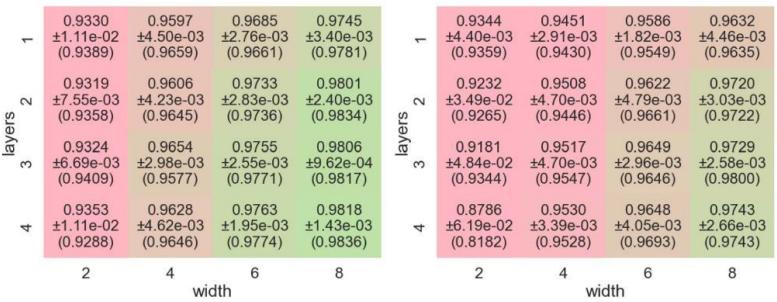 layers
1
0.9330 0.9597 0.9685 0.9745
±1.11e-02 ±4.50e-03 ±2.76e-03 ±3.40e-03
(0.9389) (0.9659) (0.9661) (0.9781)
2
0.9319 0.9606 0.9733 0.9801
±7.55e-03 ±4.23e-03 ±2.83e-03 ±2.40e-03
(0.9358) (0.9645) (0.9736) (0.9834)
3
0.9324 0.9654 0.9755 0.9806
±6.69e-03 ±2.98e-03 ±2.55e-03 ±9.62e-04
(0.9409) (0.9577) (0.9771) (0.9817)
4
0.9353 0.9628 0.9763 0.9818
±1.11e-02 ±4.62e-03 ±1.95e-03 ±1.43e-03
(0.9288) (0.9646) (0.9774) (0.9836)
2 4 6 8
width
layers
1
0.9344 0.9451 0.9586 0.9632
±4.40e-03 ±2.91e-03 ±1.82e-03 ±4.46e-03
(0.9359) (0.9430) (0.9549) (0.9635)
2
0.9232 0.9508 0.9622 0.9720
±3.49e-02 ±4.70e-03 ±4.79e-03 ±3.03e-03
(0.9265) (0.9446) (0.9661) (0.9722)
3
0.9181 0.9517 0.9649 0.9729
±4.84e-02 ±4.70e-03 ±2.96e-03 ±2.58e-03
(0.9344) (0.9547) (0.9646) (0.9800)
4
0.8786 0.9530 0.9648 0.9743
±6.19e-02 ±3.39e-03 ±4.05e-03 ±2.66e-03
(0.8182) (0.9528) (0.9693) (0.9743)
2 4 6 8
width